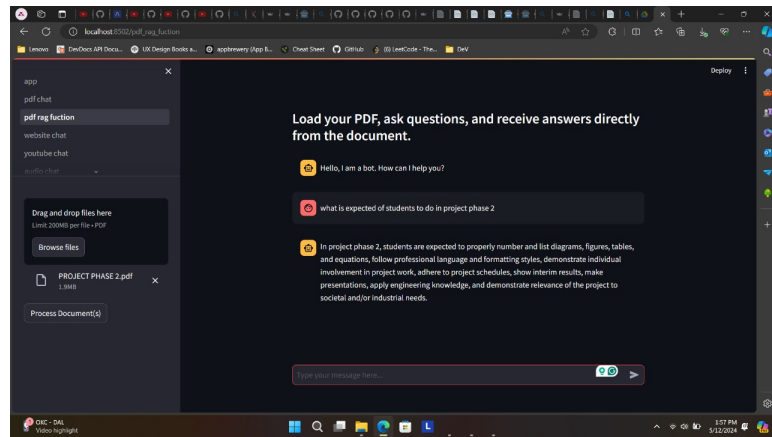 localhost:8502/pdf_rag_fuction
Lenovo
DevDocs API Docu...
UX Design Books a...
appbrewery (App B...
Cheat Sheet
GitHub
(6) LeetCode - The...
DeV
Deploy
app
pdf chat
pdf rag fuction
website chat
youtube chat
audio chat
Drag and drop files here
Limit 200MB per file • PDF
Browse files
PROJECT PHASE 2.pdf
1.9MB
Process Document(s)
Load your PDF, ask questions, and receive answers directly
from the document.
Hello, I am a bot. How can I help you?
what is expected of students to do in project phase 2
In project phase 2, students are expected to properly number and list diagrams, figures, tables,
and equations, follow professional language and formatting styles, demonstrate individual
involvement in project work, adhere to project schedules, show interim results, make
presentations, apply engineering knowledge, and demonstrate relevance of the project to
societal and/or industrial needs.
Type your message here...
OKC - DAL
Video highlight
1:57 PM
5/12/2024